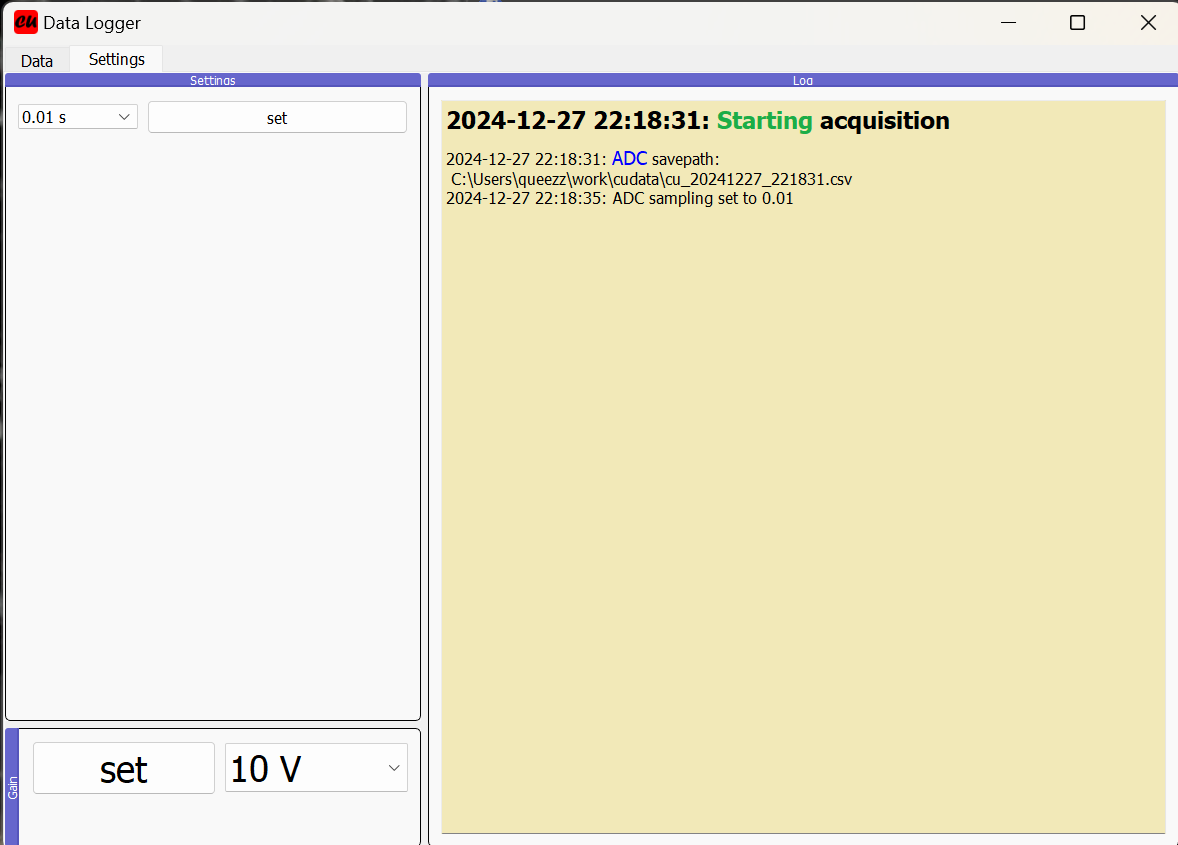 cu Data Logger
Data Settings
Settings
0.01 s set
Gain
set 10 V
Log
2024-12-27 22:18:31: Starting acquisition
2024-12-27 22:18:31: ADC savepath:
C:\Users\queezz\work\cudata\cu_20241227_221831.csv
2024-12-27 22:18:35: ADC sampling set to 0.01